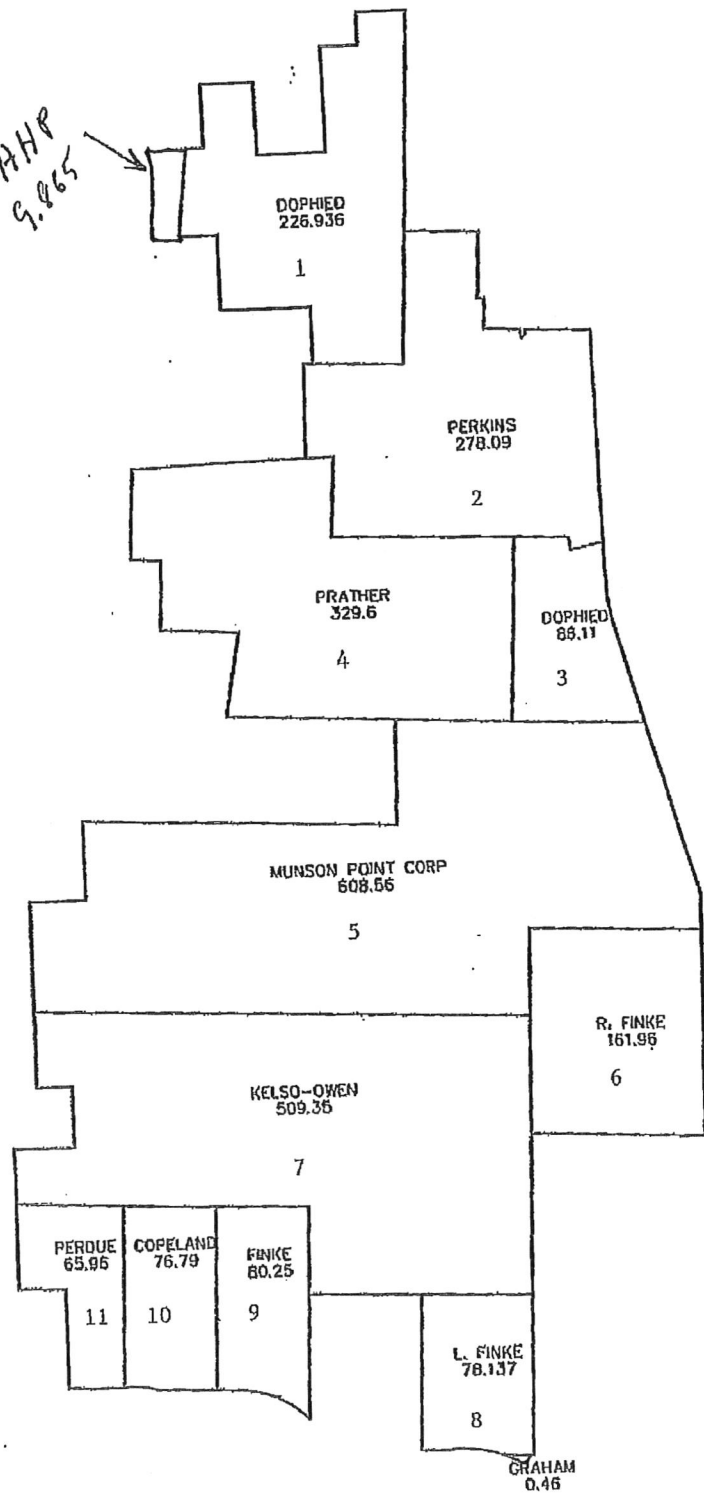 AHP
9.865
DOPHIED
226.936
1
PERKINS
278.09
2
PRATHER
329.6
4
DOPHIED
88.11
3
MUNSON POINT CORP
608.56
5
R. FINKE
161.96
6
KELSO-OWEN
509.35
7
PERDUE
65.96
11
COPELAND
76.79
10
FINKE
80.25
9
L. FINKE
78.137
8
GRAHAM
0.46